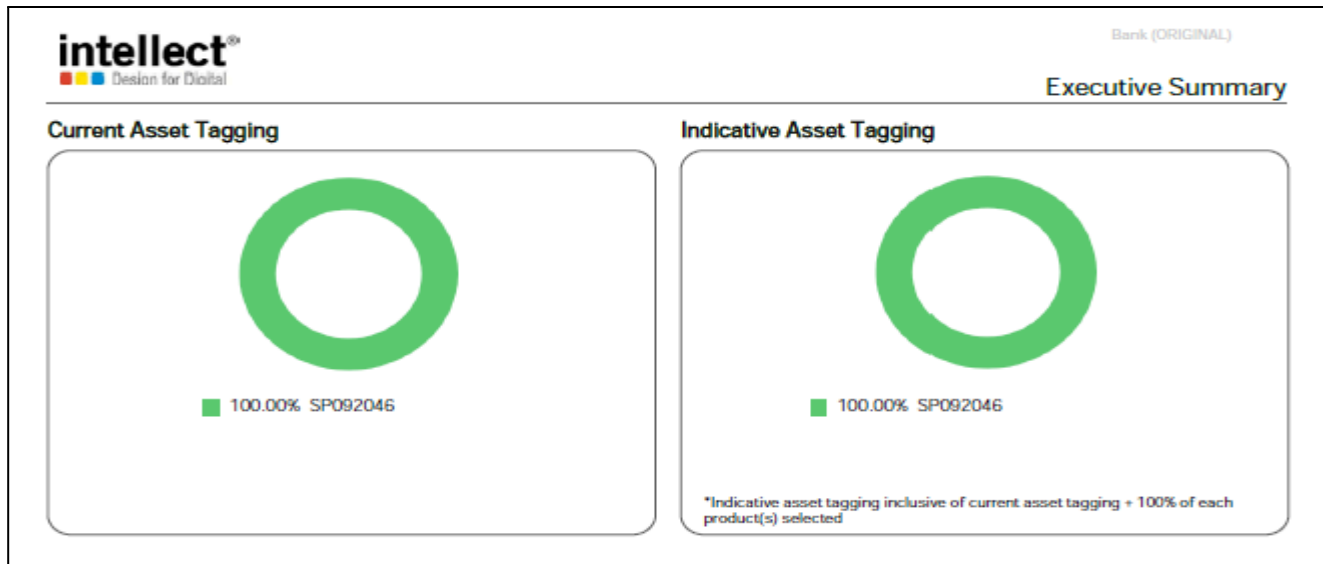 intellect®
Design for Digital
Bank (ORIGINAL)
Executive Summary
Current Asset Tagging
Indicative Asset Tagging
100.00% SP092046
100.00% SP092046
*Indicative asset tagging inclusive of current asset tagging + 100% of each
product(s) selected